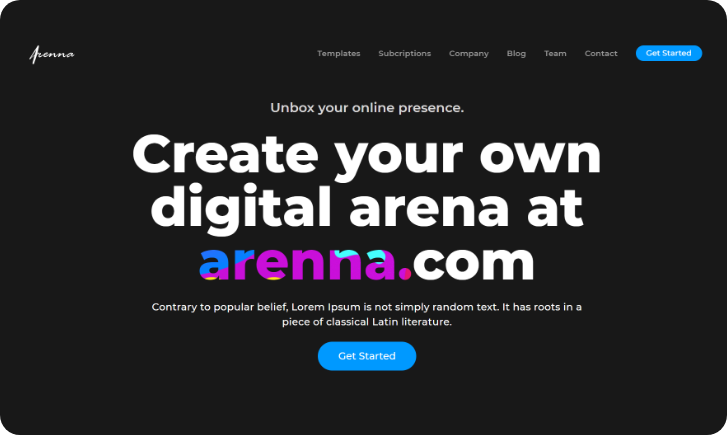 Arenna
Templates Subcriptions Company Blog Team Contact Get Started
Unbox your online presence.
Create your own
digital arena at
arenna.com
Contrary to popular belief, Lorem Ipsum is not simply random text. It has roots in a
piece of classical Latin literature.
Get Started